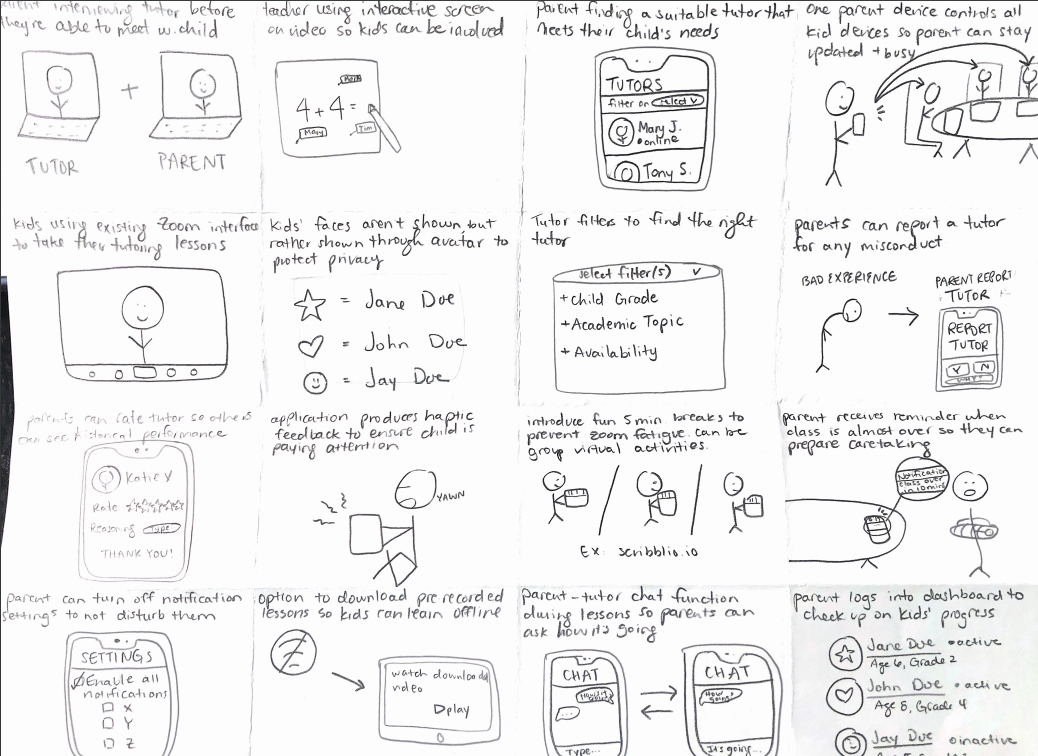 parent interviewing tutor before
they're able to meet w. child
TUTOR
+
PARENT
teacher using interactive screen
on video so kids can be involved
4+4=
Mary
Tim
parent finding a suitable tutor that
meets their child's needs
TUTORS
filter on select v
Mary J.
• online
Tony S.
One parent device controls all
kid devices so parent can stay
updated + busy
kids using existing Zoom interface
to take their tutoring lessons
kids' faces arent shown but
rather shown through avatar to
protect privacy
= Jane Doe
= John Doe
= Jay Doe
Tutor filters to find the right
tutor
select filter(s) v
+ Child Grade
+ Academic Topic
+ Availability
parents can report a tutor
for any misconduct
BAD EXPERIENCE
PARENT REPORT
TUTOR
REPORT
TUTOR
Y N
WHY?
parents can rate tutor so others
can see historical performance
Katie Y
Rate
Reasoning Type
THANK YOU!
application produces haptic
feedback to ensure child is
paying attention
YAWN
introduce fun 5 min. breaks to
prevent zoom fatigue. can be
group virtual activities.
Ex: scribblio.io
parent receives reminder when
class is almost over so they can
prepare caretaking
Notification
class over
in 10 mins
parent can turn off notification
settings to not disturb them
SETTINGS
Enable all
notifications
X
Y
Z
option to download pre recorded
lessons so kids can learn offline
watch downloaded
video
play
parent-tutor chat function
during lessons so parents can
ask how it's going
CHAT
How's it
going?
Type...
CHAT
How's it
going?
It's going...
parent logs into dashboard to
check up on kids' progress
Jane Doe • active
Age 6, Grade 2
John Doe • active
Age 8, Grade 4
Jay Doe o inactive